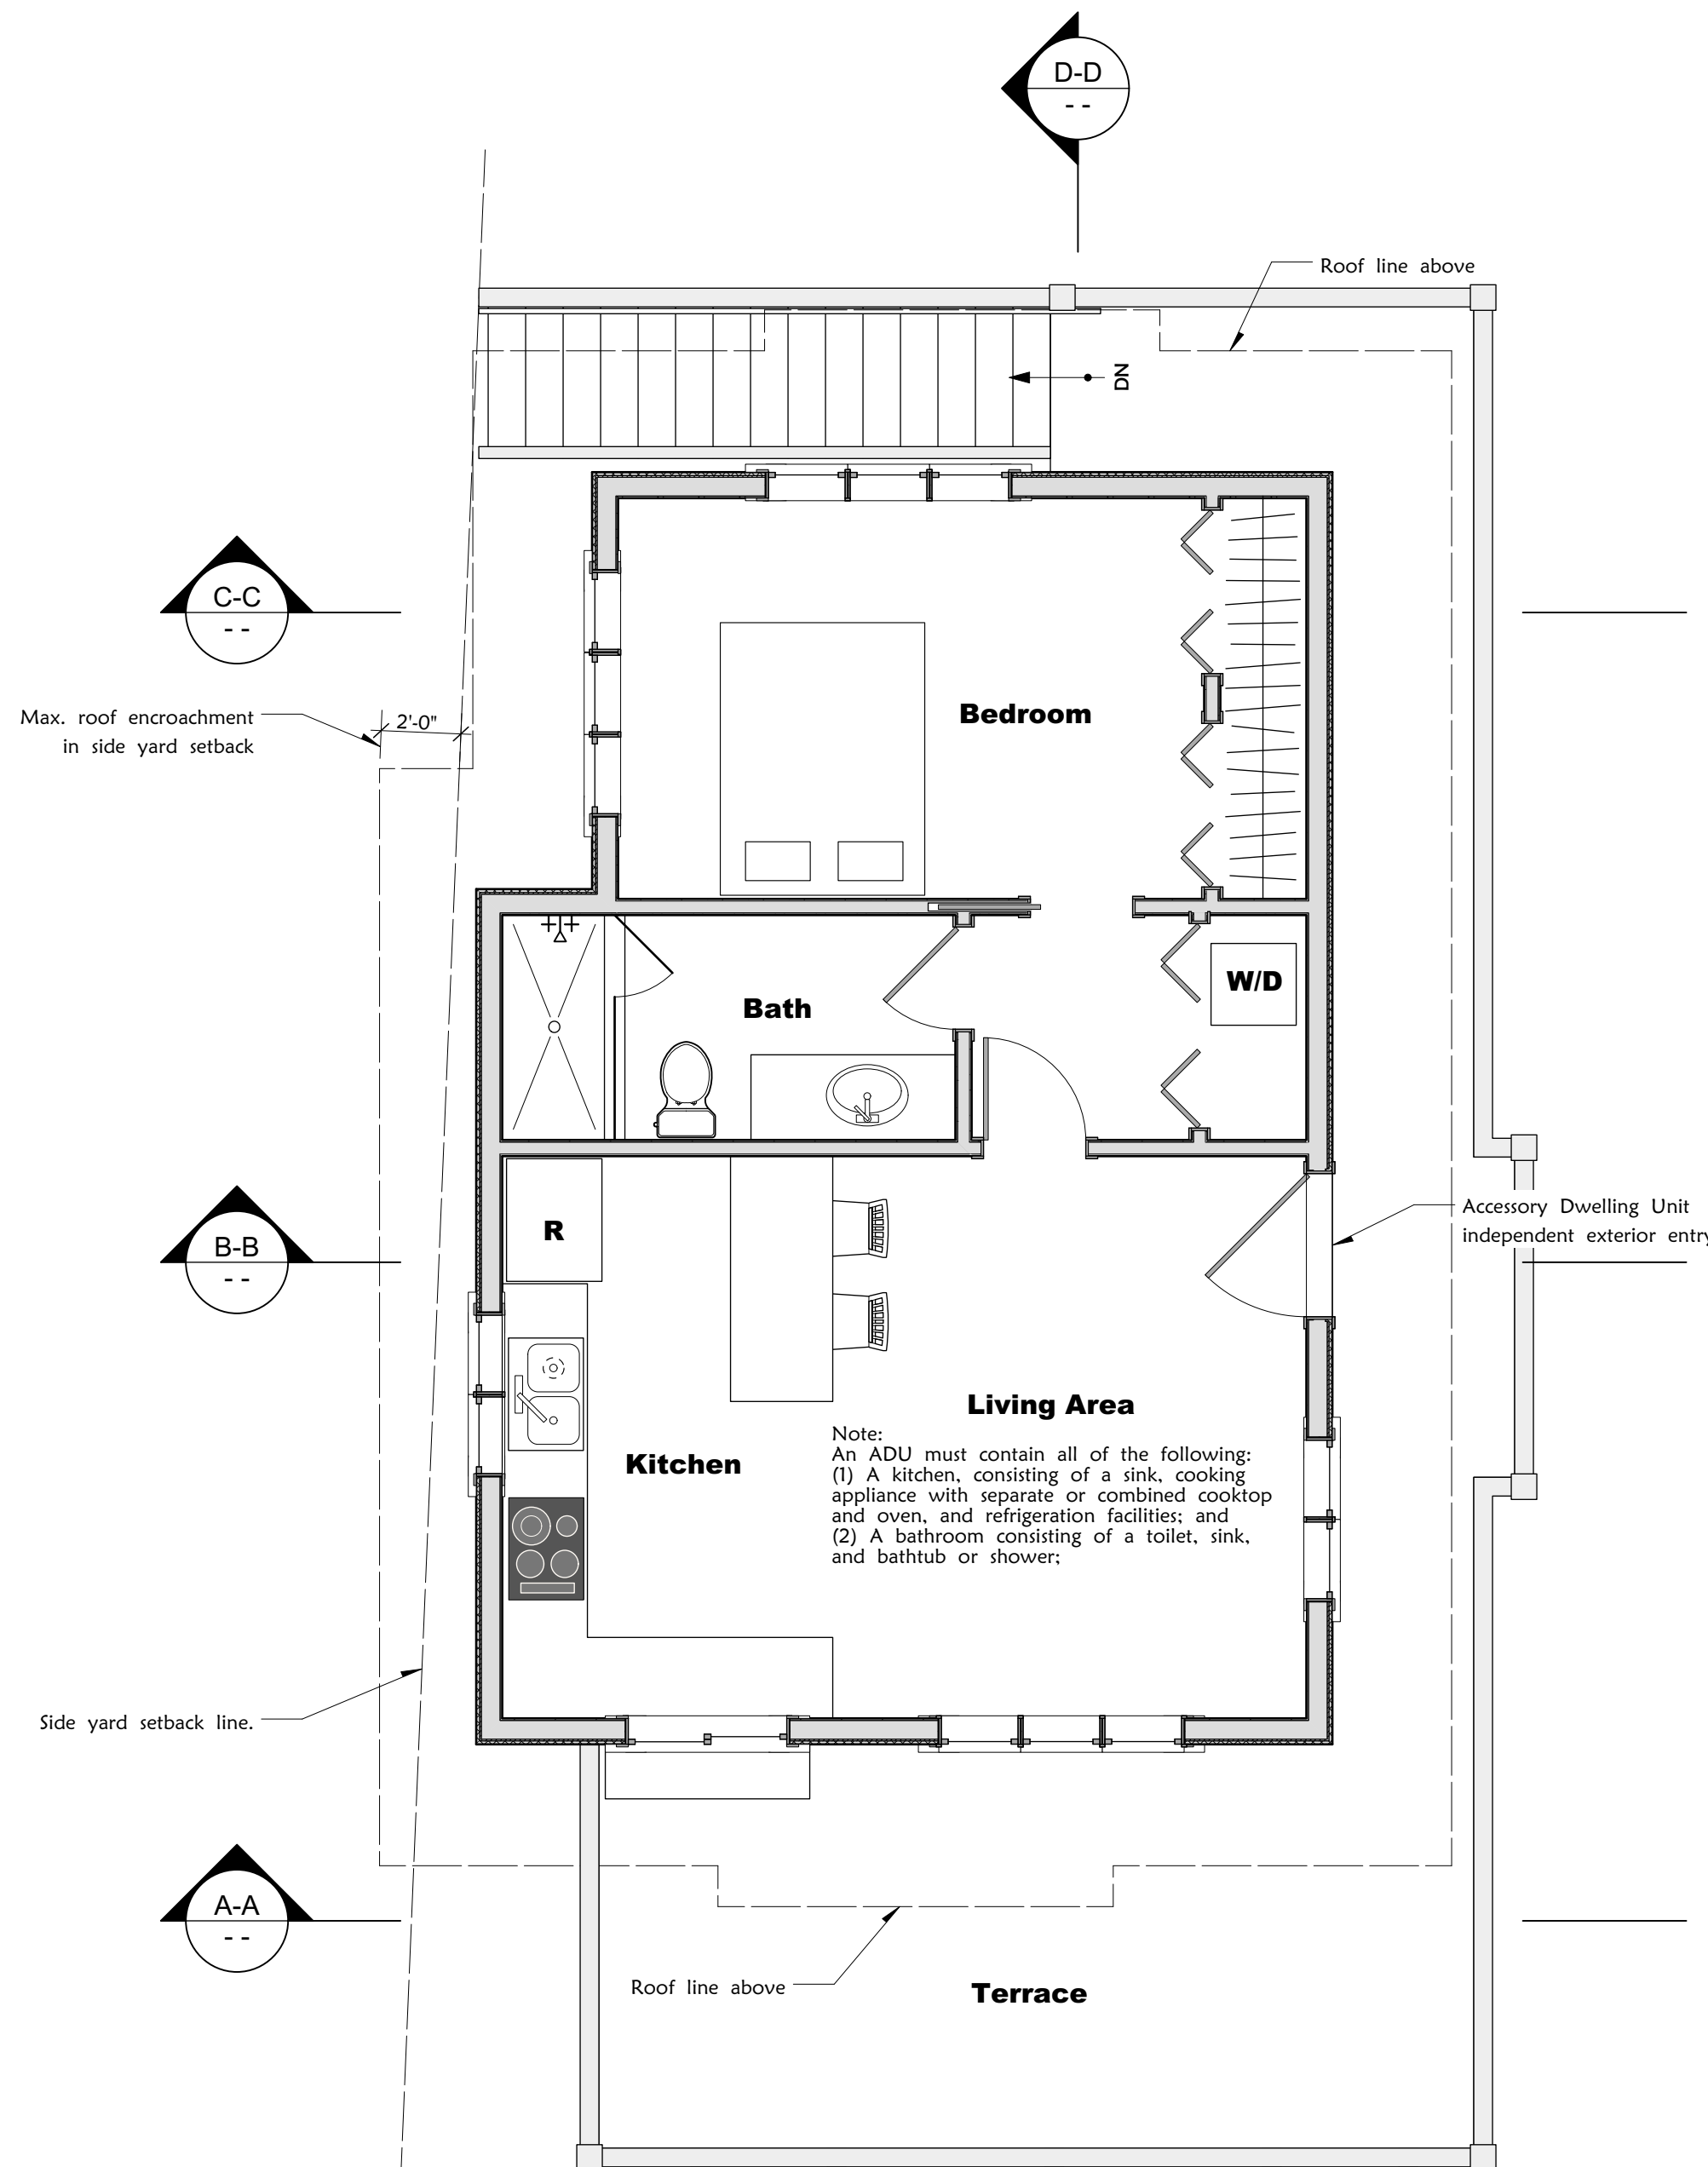 D-D
- -
Roof line above
DN
C-C
- -
Max. roof encroachment
in side yard setback
2'-0"
Bedroom
W/D
Bath
Accessory Dwelling Unit
independent exterior entry
R
B-B
- -
Living Area
Note:
An ADU must contain all of the following:
(1) A kitchen, consisting of a sink, cooking
appliance with separate or combined cooktop
and oven, and refrigeration facilities; and
(2) A bathroom consisting of a toilet, sink,
and bathtub or shower;
Kitchen
Side yard setback line.
A-A
- -
Roof line above
Terrace